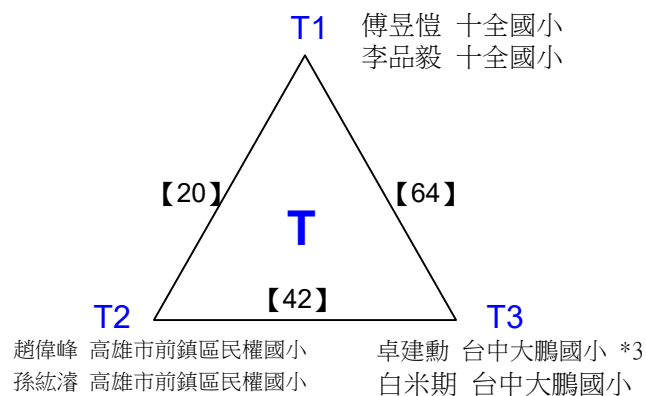 T1
傅昱愷 十全國小
李品毅 十全國小
【20】
【64】
T
【42】
T2
T3
趙偉峰 高雄市前鎮區民權國小
孫紘濬 高雄市前鎮區民權國小
卓建勳 台中大鵬國小 *3
白米期 台中大鵬國小